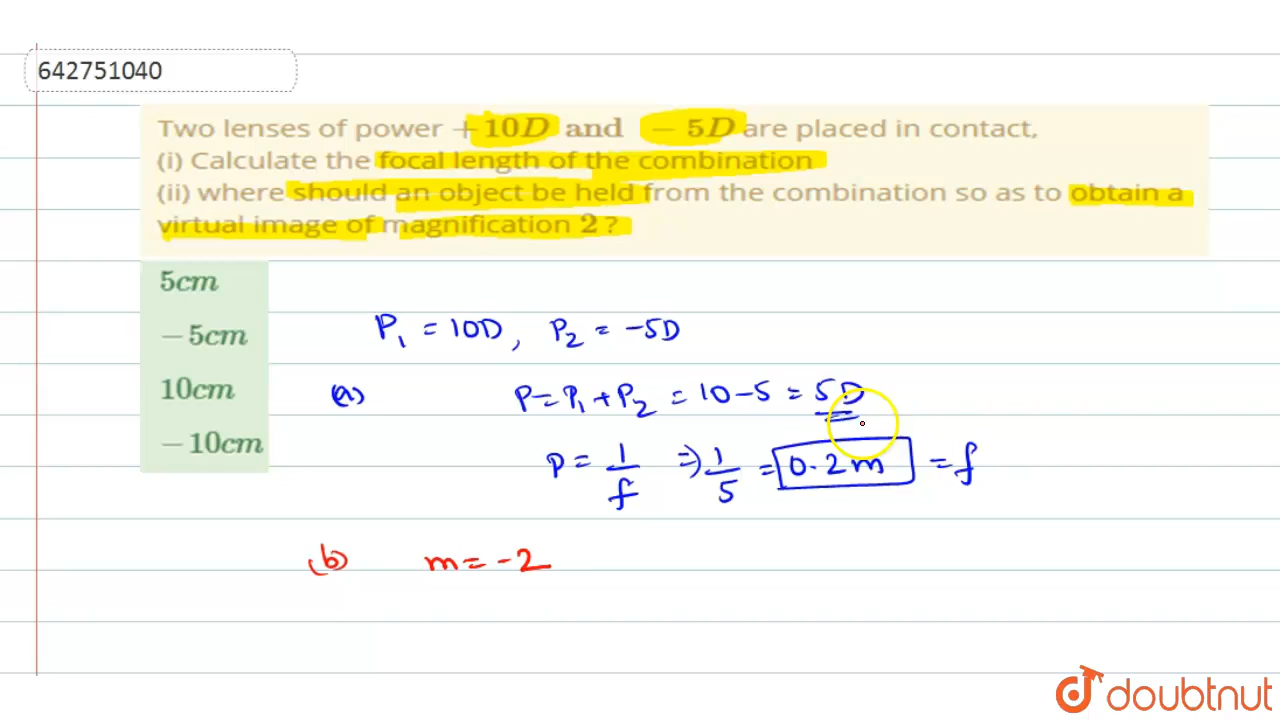 642751040
Two lenses of power +10D and -5D are placed in contact,
(i) Calculate the focal length of the combination
(ii) where should an object be held from the combination so as to obtain a
virtual image of magnification 2 ?
5cm
-5cm
10cm
-10cm
P₁ = 10D, P₂ = -5D
(a) P = P₁ + P₂ = 10 - 5 = 5D
P = 1/f ⇒ 1/5 = 0.2 m = f
(b) m = -2
doubtnut